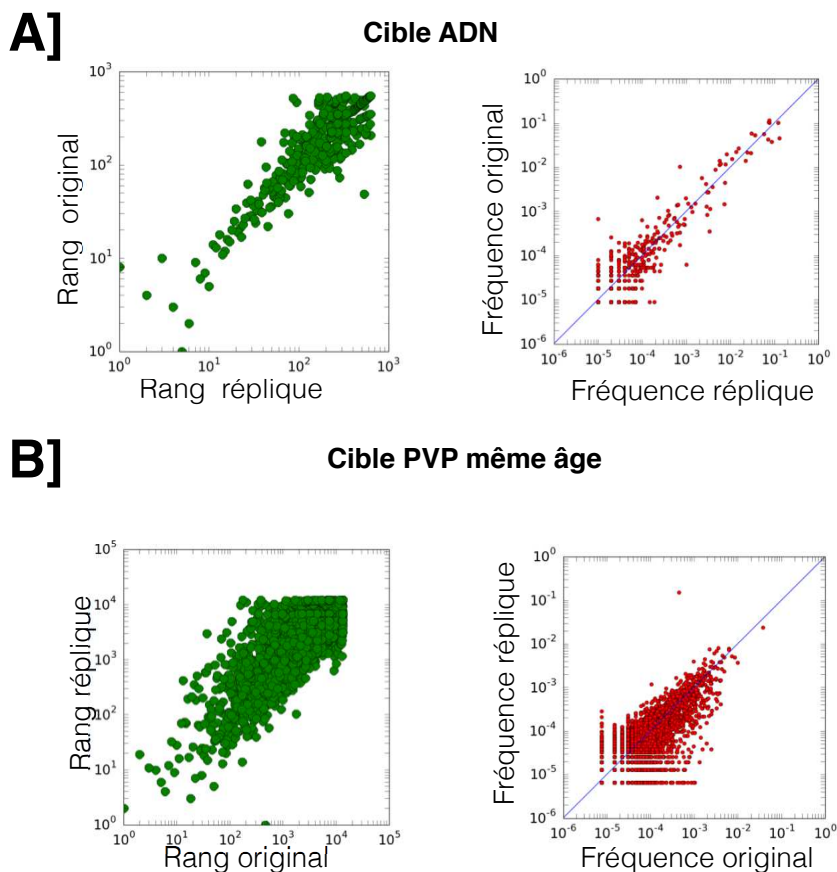 A]
Cible ADN
10^3
10^2
10^1
10^0
Rang original
10^0 10^1 10^2 10^3
Rang réplique
10^0
10^-1
10^-2
10^-3
10^-4
10^-5
10^-6
Fréquence original
10^-6 10^-5 10^-4 10^-3 10^-2 10^-1 10^0
Fréquence réplique
B]
Cible PVP même âge
10^5
10^4
10^3
10^2
10^1
10^0
Rang réplique
10^0 10^1 10^2 10^3 10^4 10^5
Rang original
10^0
10^-1
10^-2
10^-3
10^-4
10^-5
10^-6
Fréquence réplique
10^-6 10^-5 10^-4 10^-3 10^-2 10^-1 10^0
Fréquence original